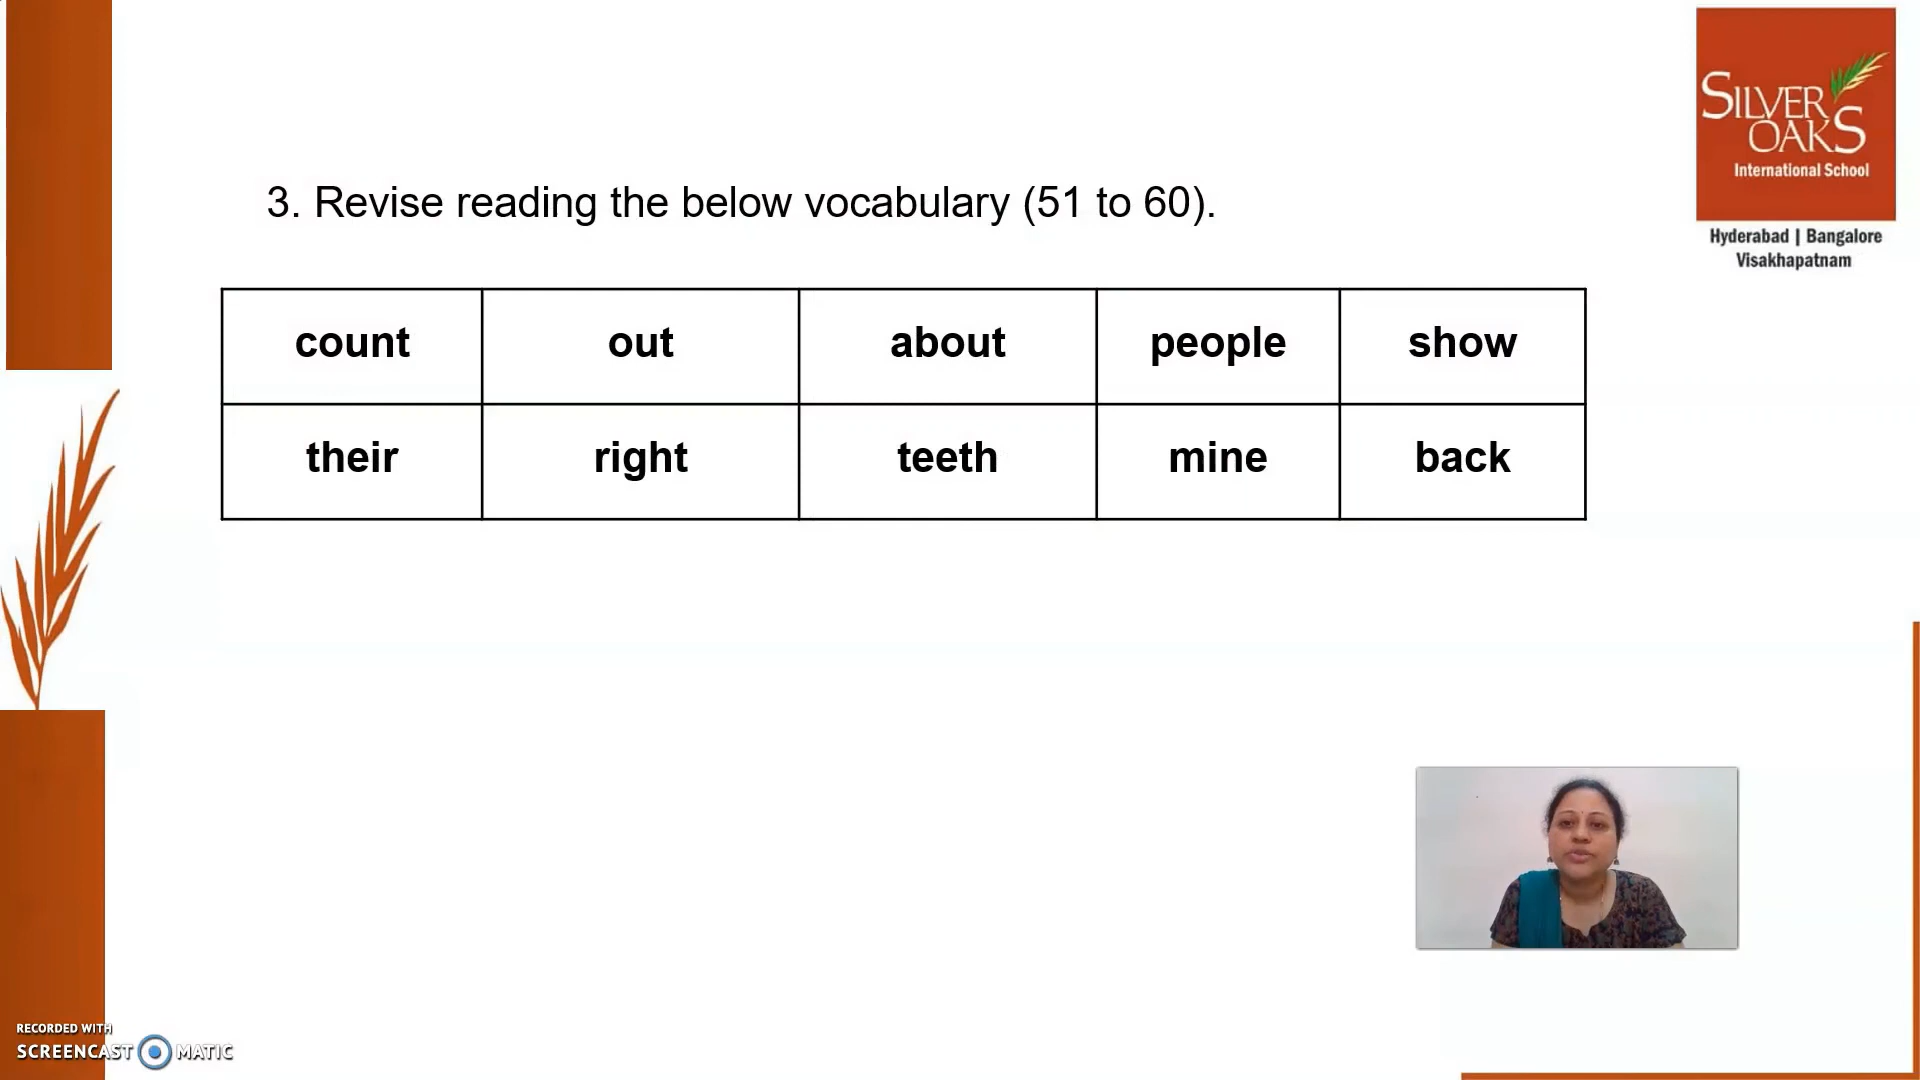 SILVER
OAKS
International School
Hyderabad | Bangalore
Visakhapatnam
3. Revise reading the below vocabulary (51 to 60).
count out about people show
their right teeth mine back
RECORDED WITH
SCREENCAST MATIC